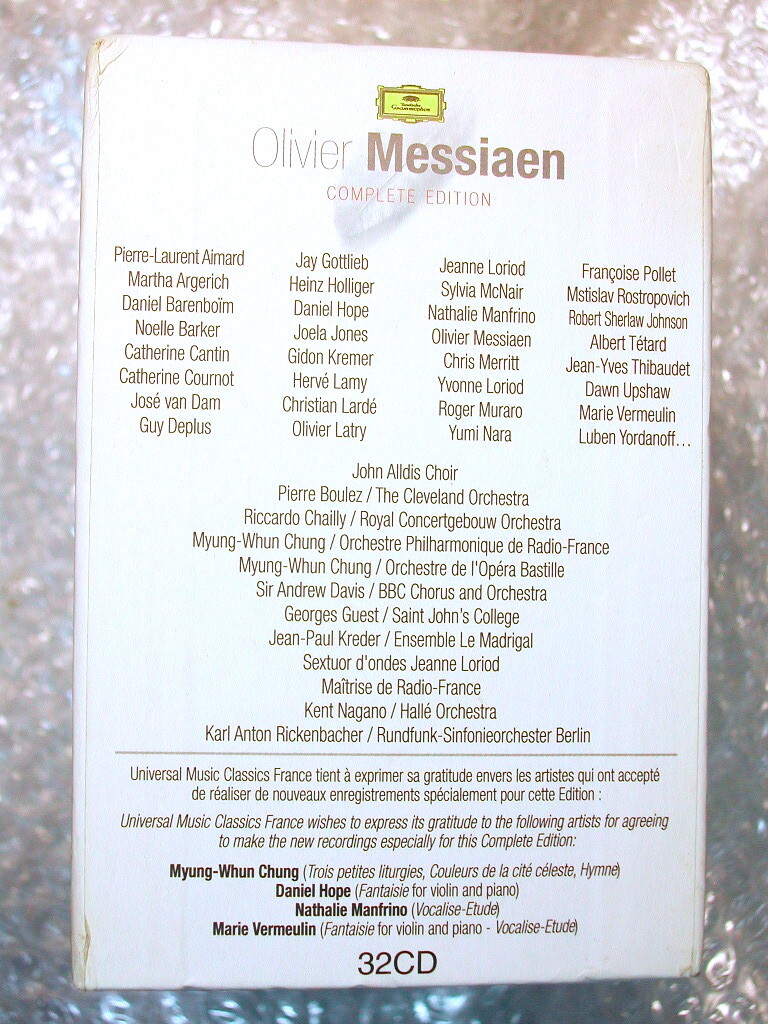 Deutsche
Grammophon
Olivier Messiaen
COMPLETE EDITION
Pierre-Laurent Aimard
Martha Argerich
Daniel Barenboïm
Noelle Barker
Catherine Cantin
Catherine Cournot
José van Dam
Guy Deplus
Jay Gottlieb
Heinz Holliger
Daniel Hope
Joela Jones
Gidon Kremer
Hervé Lamy
Christian Lardé
Olivier Latry
Jeanne Loriod
Sylvia McNair
Nathalie Manfrino
Olivier Messiaen
Chris Merritt
Yvonne Loriod
Roger Muraro
Yumi Nara
Françoise Pollet
Mstislav Rostropovich
Robert Sherlaw Johnson
Albert Tétard
Jean-Yves Thibaudet
Dawn Upshaw
Marie Vermeulin
Luben Yordanoff...
John Alldis Choir
Pierre Boulez / The Cleveland Orchestra
Riccardo Chailly / Royal Concertgebouw Orchestra
Myung-Whun Chung / Orchestre Philharmonique de Radio-France
Myung-Whun Chung / Orchestre de l'Opéra Bastille
Sir Andrew Davis / BBC Chorus and Orchestra
Georges Guest / Saint John's College
Jean-Paul Kreder / Ensemble Le Madrigal
Sextuor d'ondes Jeanne Loriod
Maîtrise de Radio-France
Kent Nagano / Hallé Orchestra
Karl Anton Rickenbacher / Rundfunk-Sinfonieorchester Berlin
Universal Music Classics France tient à exprimer sa gratitude envers les artistes qui ont accepté
de réaliser de nouveaux enregistrements spécialement pour cette Edition :
Universal Music Classics France wishes to express its gratitude to the following artists for agreeing
to make the new recordings especially for this Complete Edition:
Myung-Whun Chung (Trois petites liturgies, Couleurs de la cité céleste, Hymne)
Daniel Hope (Fantaisie for violin and piano)
Nathalie Manfrino (Vocalise-Etude)
Marie Vermeulin (Fantaisie for violin and piano - Vocalise-Etude)
32CD